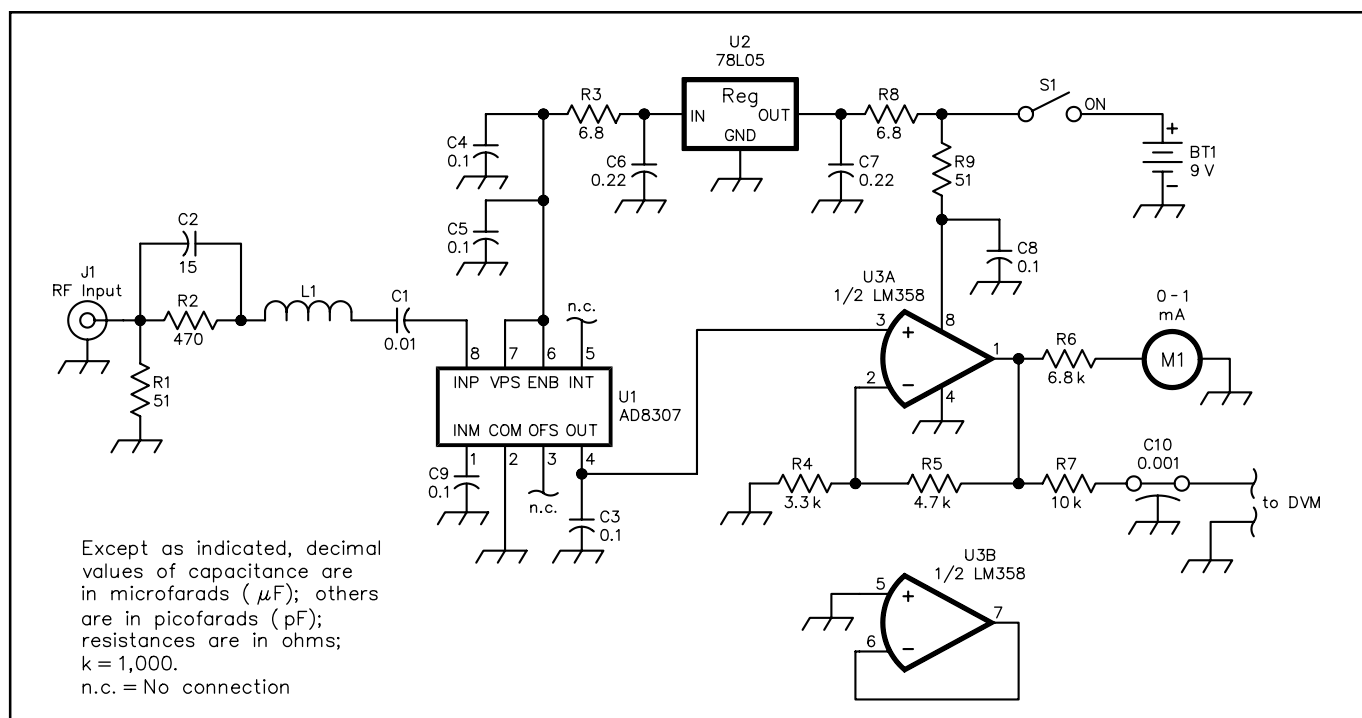 U2
78L05
Reg
IN
OUT
GND
R3
6.8
R8
6.8
S1
ON
+
BT1
9 V
−
C4
0.1
C6
0.22
C7
0.22
R9
51
C5
0.1
C8
0.1
C2
15
J1
RF Input
R2
470
L1
C1
0.01
n.c.
R1
51
8
7
6
5
INP
VPS
ENB
INT
U1
AD8307
INM
COM
OFS
OUT
1
2
3
4
C9
0.1
n.c.
C3
0.1
U3A
1/2 LM358
3
+
8
1
2
−
4
R6
6.8 k
0-1
mA
M1
R4
3.3 k
R5
4.7 k
R7
10 k
C10
0.001
to DVM
U3B
1/2 LM358
5
+
7
6
−
Except as indicated, decimal
values of capacitance are
in microfarads ( μF); others
are in picofarads ( pF);
resistances are in ohms;
k = 1,000.
n.c. = No connection